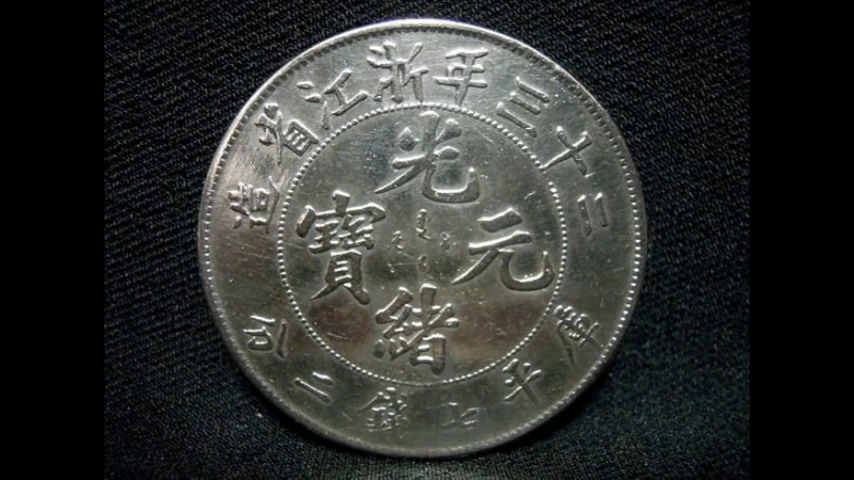 二十三年浙江省造
光緒元寶
庫平七錢二分